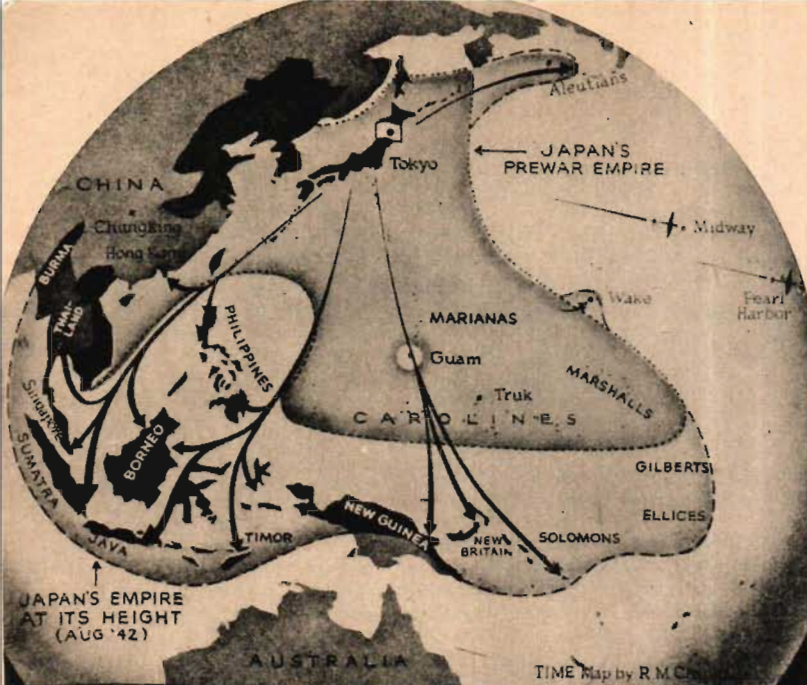 Aleutians
Tokyo
JAPAN'S
PREWAR EMPIRE
CHINA
Chungking
Hong Kong
Midway
BURMA
THAI-
LAND
Wake
Pearl
Harbor
PHILIPPINES
MARIANAS
Guam
Truk
MARSHALLS
CAROLINES
Singapore
SUMATRA
BORNEO
GILBERTS
ELLICES
NEW GUINEA
NEW
BRITAIN
SOLOMONS
JAVA
TIMOR
JAPAN'S EMPIRE
AT ITS HEIGHT
(AUG '42)
AUSTRALIA
TIME Map by R M